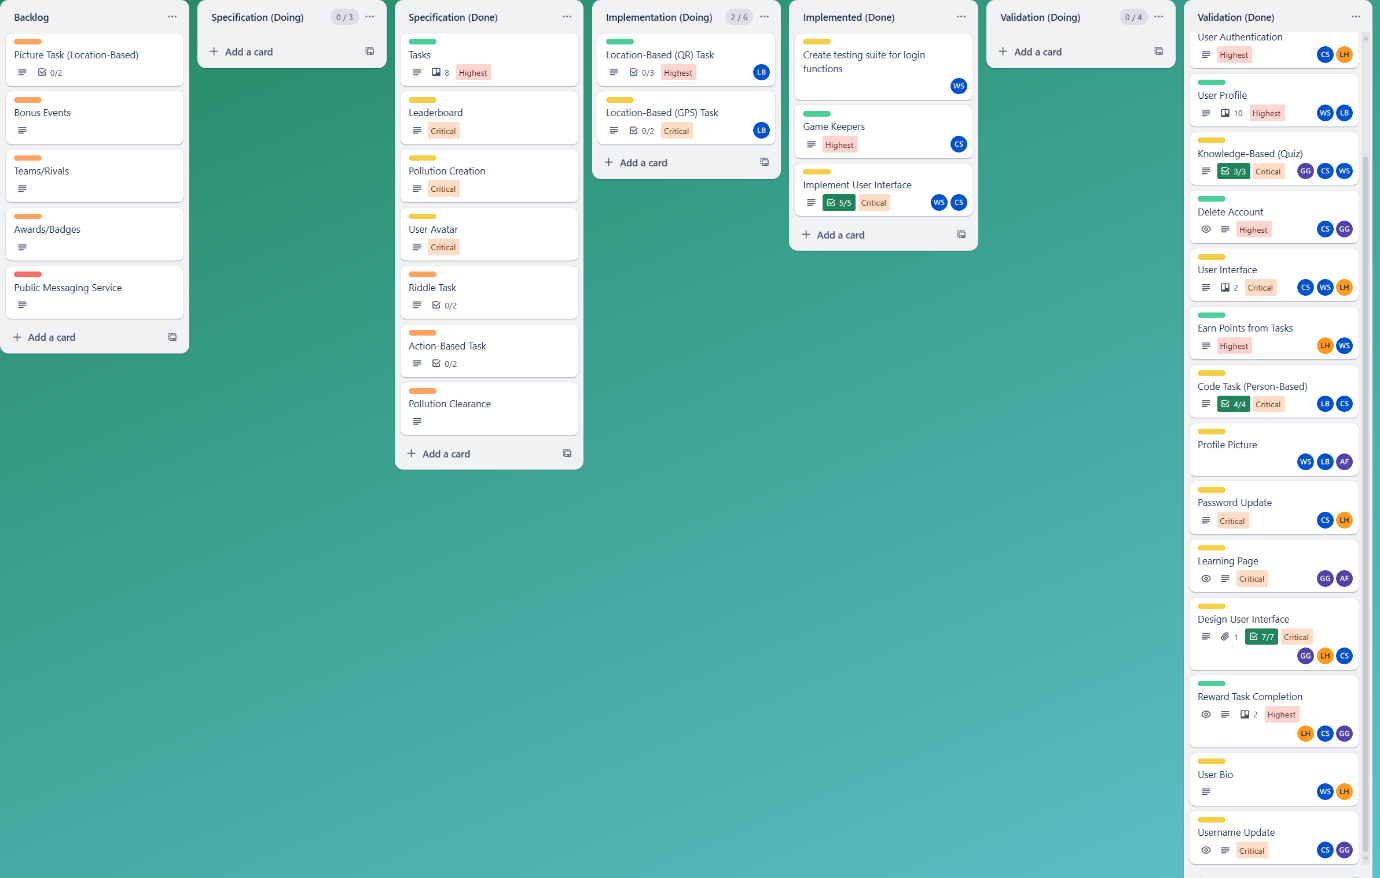 Backlog
Picture Task (Location-Based)
0/2
Bonus Events
Teams/Rivals
Awards/Badges
Public Messaging Service
Add a card
Specification (Doing)
0 / 3
Add a card
Specification (Done)
Tasks
8
Highest
Leaderboard
Critical
Pollution Creation
Critical
User Avatar
Critical
Riddle Task
0/2
Action-Based Task
0/2
Pollution Clearance
Add a card
Implementation (Doing)
2 / 6
Location-Based (QR) Task
0/3 Highest LB
Location-Based (GPS) Task
0/2 Critical LB
Add a card
Implemented (Done)
Create testing suite for login
functions
WS
Game Keepers
Highest CS
Implement User Interface
5/5 Critical WS CS
Add a card
Validation (Doing)
0 / 4
Add a card
Validation (Done)
User Authentication
Highest CS LH
User Profile
10 Highest WS LB
Knowledge-Based (Quiz)
3/3 Critical GG CS WS
Delete Account
Highest CS GG
User Interface
2 Critical CS WS LH
Earn Points from Tasks
Highest LH WS
Code Task (Person-Based)
4/4 Critical LB CS
Profile Picture
WS LB AF
Password Update
Critical CS LH
Learning Page
Critical GG AF
Design User Interface
1 7/7 Critical
GG LH CS
Reward Task Completion
2 Highest
LH CS GG
User Bio
WS LH
Username Update
Critical CS GG